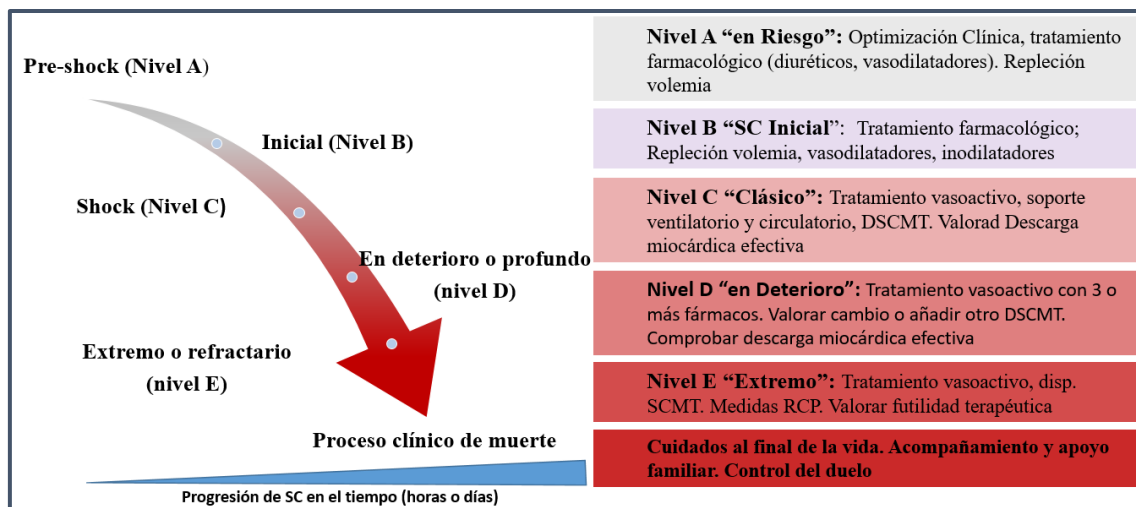 Pre-shock (Nivel A)
Inicial (Nivel B)
Shock (Nivel C)
En deterioro o profundo
(nivel D)
Extremo o refractario
(nivel E)
Proceso clínico de muerte
Progresión de SC en el tiempo (horas o días)
Nivel A “en Riesgo”: Optimización Clínica, tratamiento
farmacológico (diuréticos, vasodilatadores). Repleción
volemia
Nivel B “SC Inicial”: Tratamiento farmacológico;
Repleción volemia, vasodilatadores, inodilatadores
Nivel C “Clásico”: Tratamiento vasoactivo, soporte
ventilatorio y circulatorio, DSCMT. Valorad Descarga
miocárdica efectiva
Nivel D “en Deterioro”: Tratamiento vasoactivo con 3 o
más fármacos. Valorar cambio o añadir otro DSCMT.
Comprobar descarga miocárdica efectiva
Nivel E “Extremo”: Tratamiento vasoactivo, disp.
SCMT. Medidas RCP. Valorar futilidad terapéutica
Cuidados al final de la vida. Acompañamiento y apoyo
familiar. Control del duelo